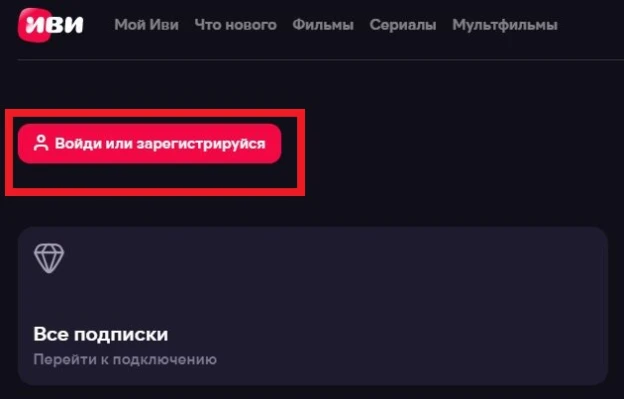 иви Мой Иви Что нового Фильмы Сериалы Мультфильмы
Войди или зарегистрируйся
Все подписки
Перейти к подключению